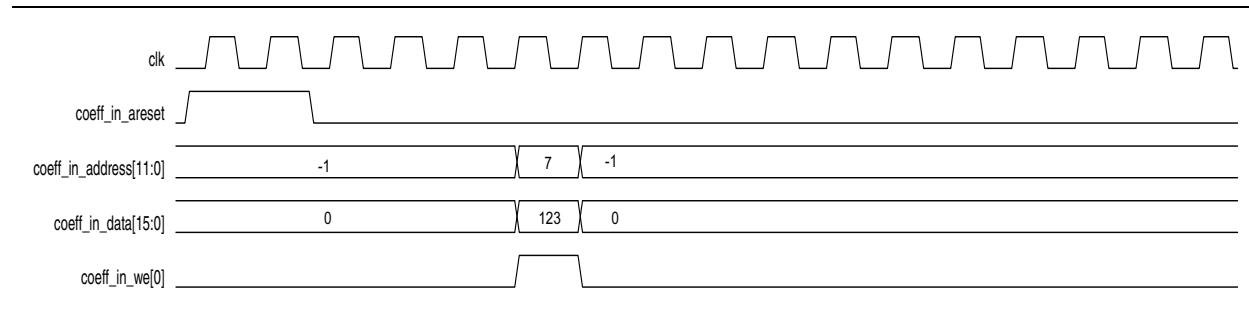 clk
coeff_in_areset
coeff_in_address[11:0] -1 7 -1
coeff_in_data[15:0] 0 123 0
coeff_in_we[0]